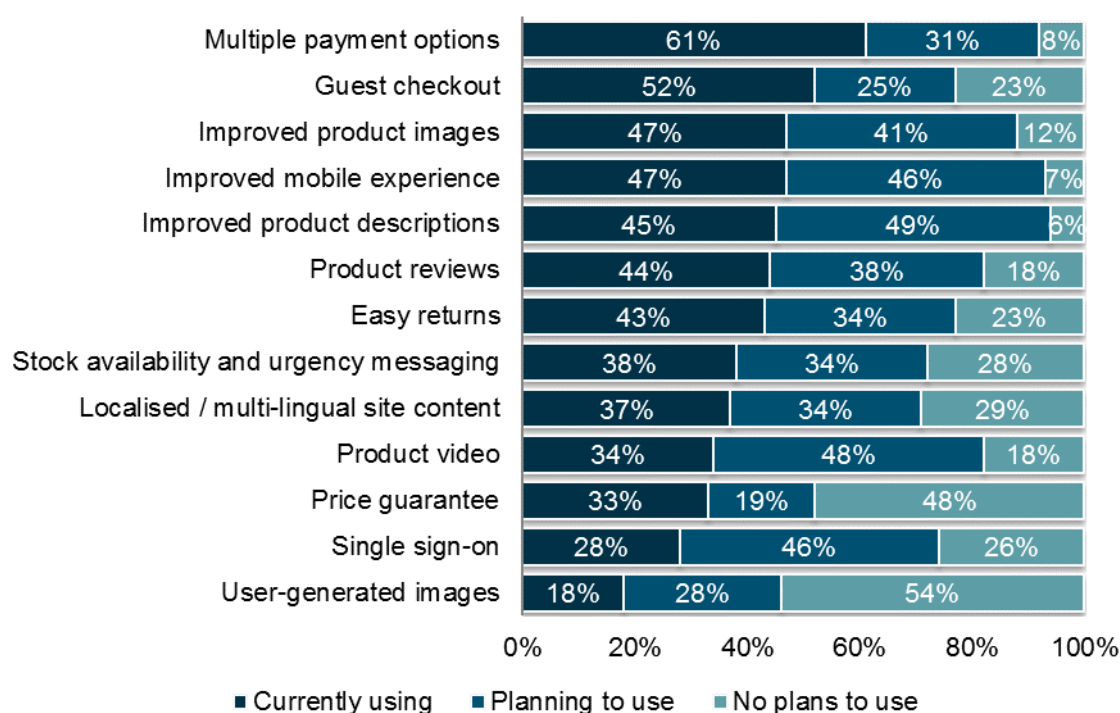 Multiple payment options 61% 31% 8%
Guest checkout 52% 25% 23%
Improved product images 47% 41% 12%
Improved mobile experience 47% 46% 7%
Improved product descriptions 45% 49% 6%
Product reviews 44% 38% 18%
Easy returns 43% 34% 23%
Stock availability and urgency messaging 38% 34% 28%
Localised / multi-lingual site content 37% 34% 29%
Product video 34% 48% 18%
Price guarantee 33% 19% 48%
Single sign-on 28% 46% 26%
User-generated images 18% 28% 54%
0% 20% 40% 60% 80% 100%
Currently using Planning to use No plans to use